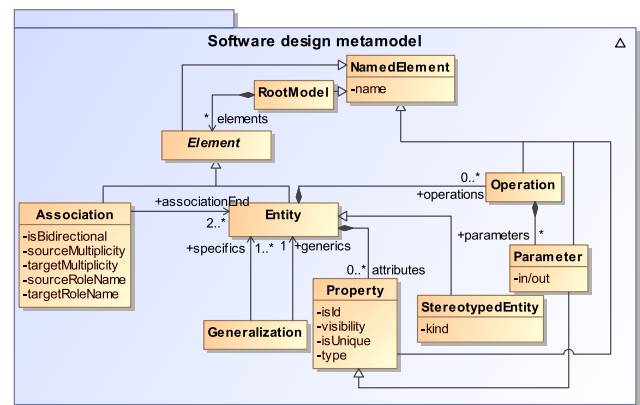 Software design metamodel
NamedElement
-name
RootModel
* elements
Element
0..*
+operations
Operation
+associationEnd
2..*
Association
-isBidirectional
-sourceMultiplicity
-targetMultiplicity
-sourceRoleName
-targetRoleName
Entity
+specifics
1..*
1
+generics
+parameters
*
Parameter
-in/out
0..* attributes
Property
-isId
-visibility
-isUnique
-type
StereotypedEntity
-kind
Generalization